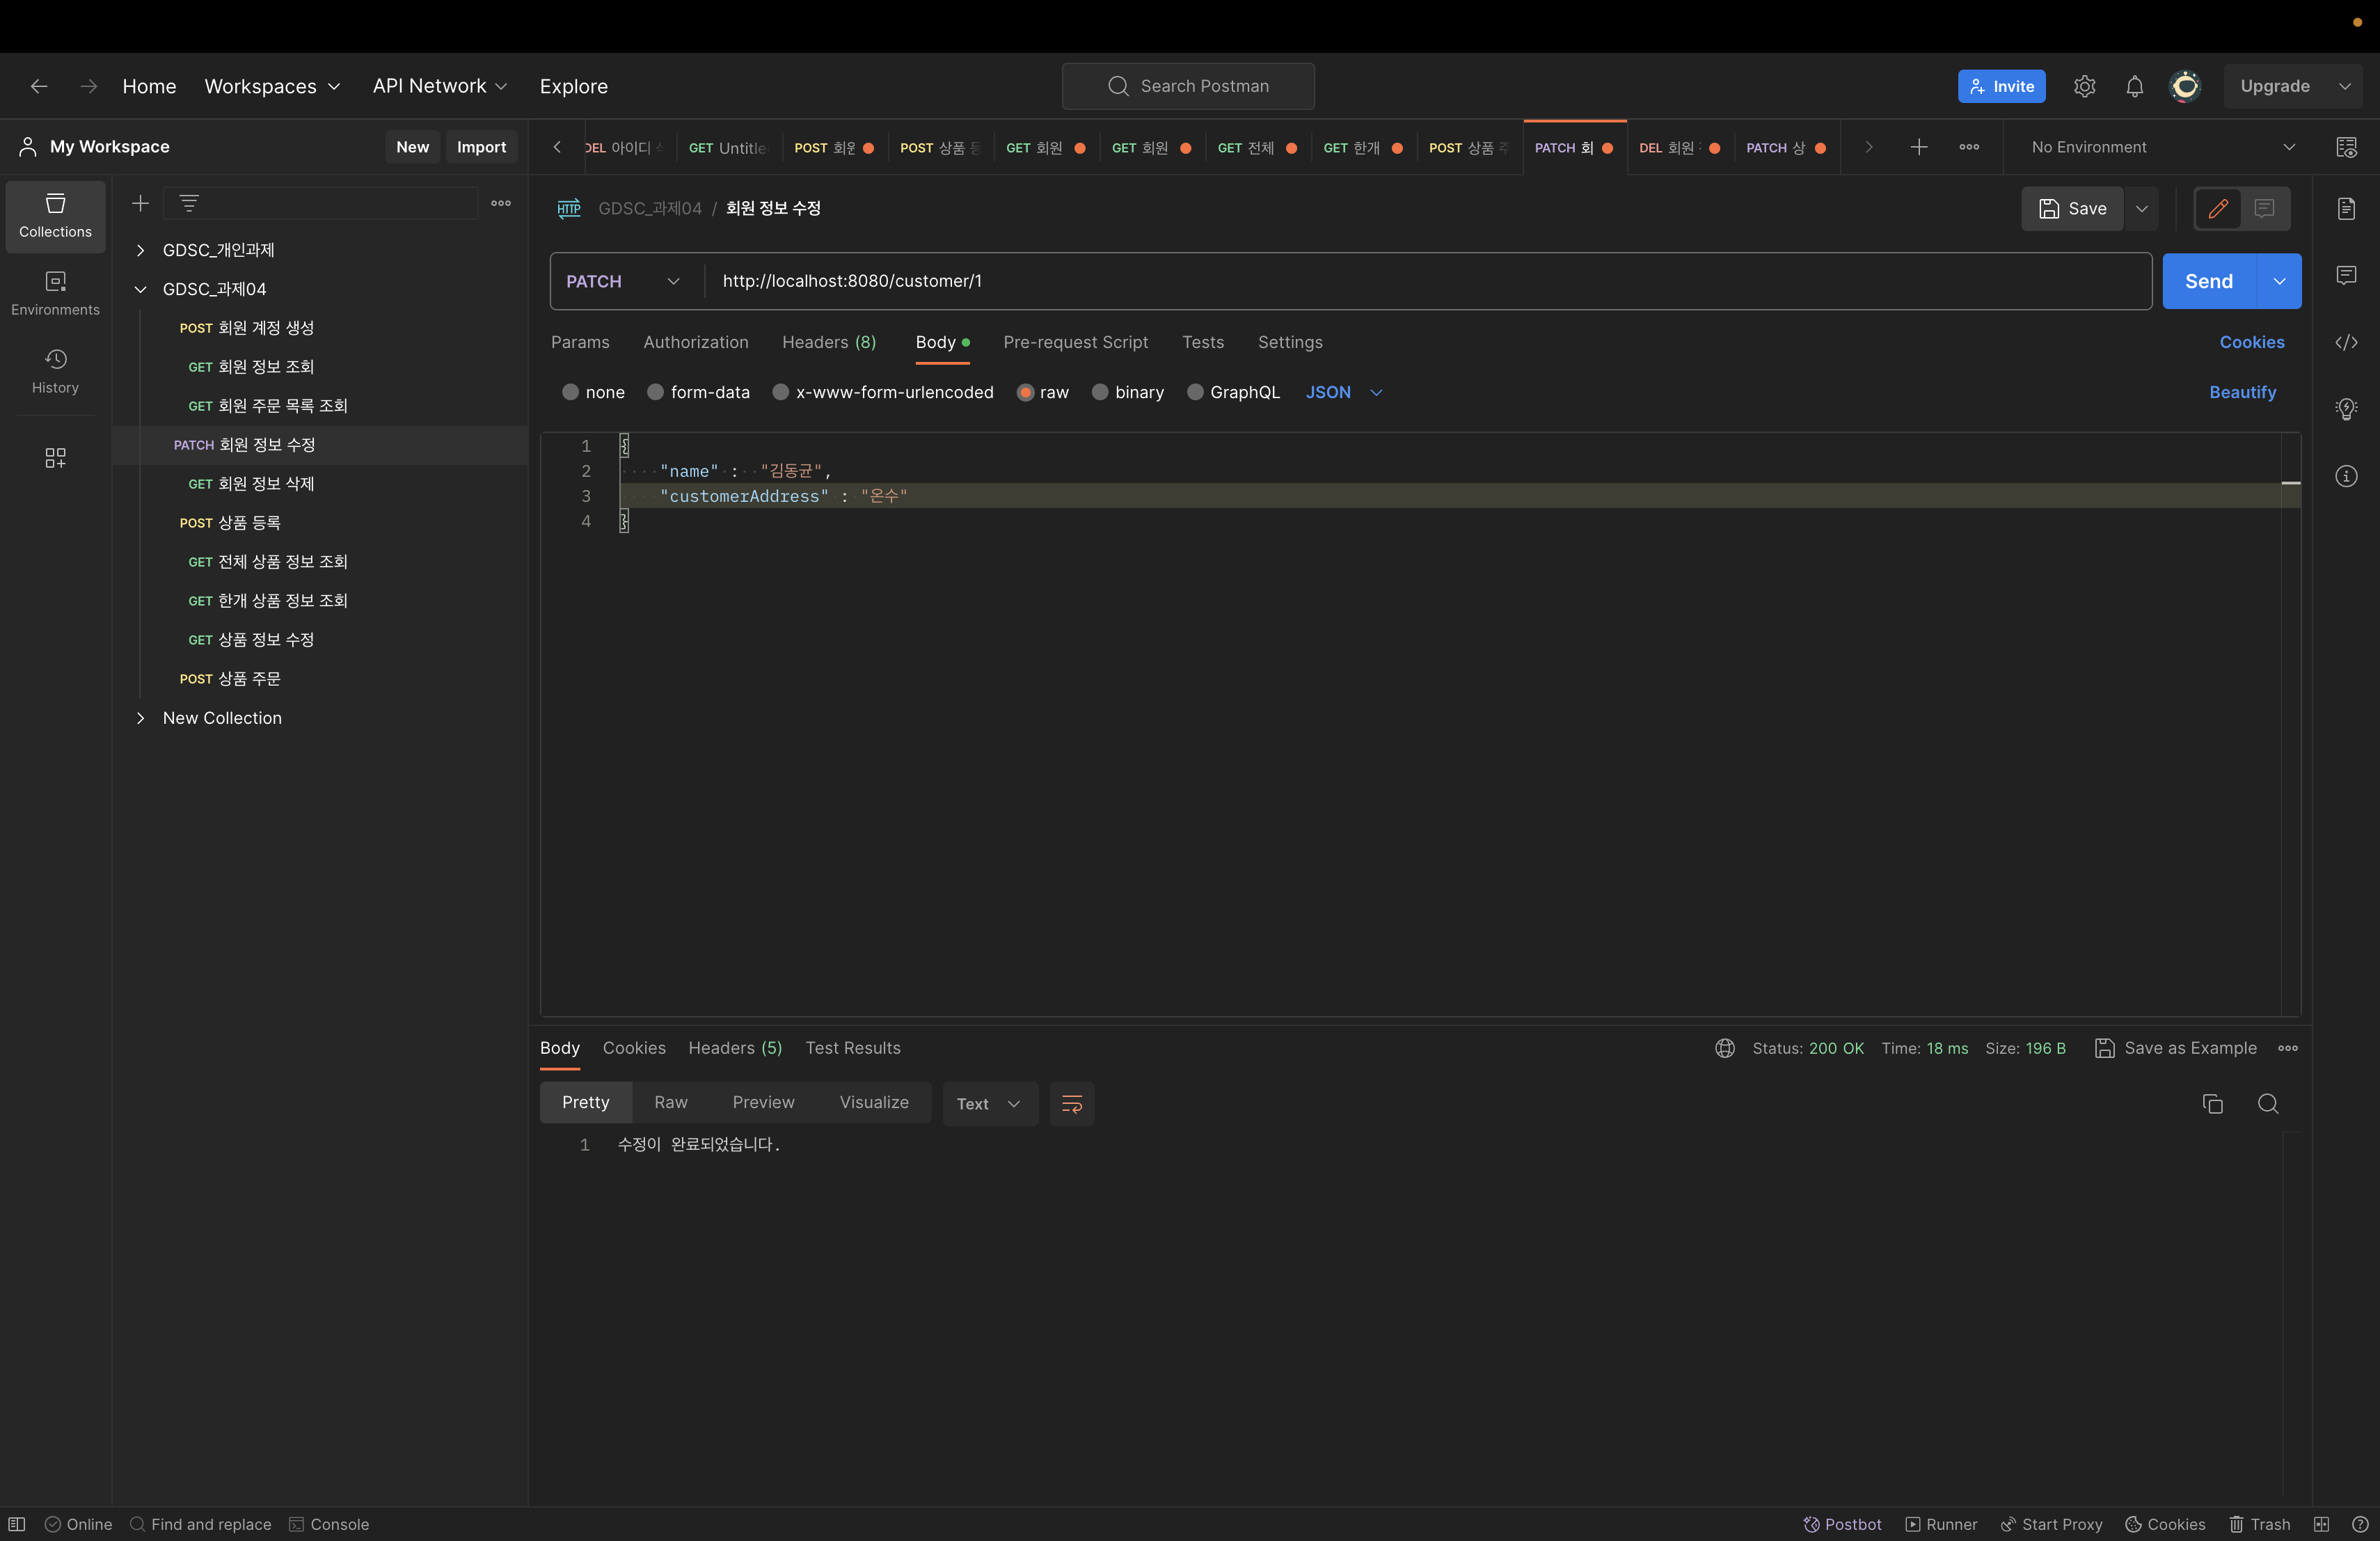 Home Workspaces API Network Explore Search Postman Invite Upgrade
My Workspace New Import
DEL 아이디 GET Untitle POST 회원 POST 상품 GET 회원 GET 회원 GET 전체 GET 한개 POST 상품 PATCH 회 DEL 회원 PATCH 상 No Environment
Collections
Environments
History
GDSC_개인과제
GDSC_과제04
POST 회원 계정 생성
GET 회원 정보 조회
GET 회원 주문 목록 조회
PATCH 회원 정보 수정
GET 회원 정보 삭제
POST 상품 등록
GET 전체 상품 정보 조회
GET 한개 상품 정보 조회
GET 상품 정보 수정
POST 상품 주문
New Collection
HTTP GDSC_과제04 / 회원 정보 수정 Save
PATCH http://localhost:8080/customer/1 Send
Params Authorization Headers (8) Body Pre-request Script Tests Settings Cookies
none form-data x-www-form-urlencoded raw binary GraphQL JSON Beautify
1 {
2 "name" : "김동균",
3 "customerAddress" : "온수"
4 }
Body Cookies Headers (5) Test Results Status: 200 OK Time: 18 ms Size: 196 B Save as Example
Pretty Raw Preview Visualize Text
1 수정이 완료되었습니다.
Online Find and replace Console Postbot Runner Start Proxy Cookies Trash